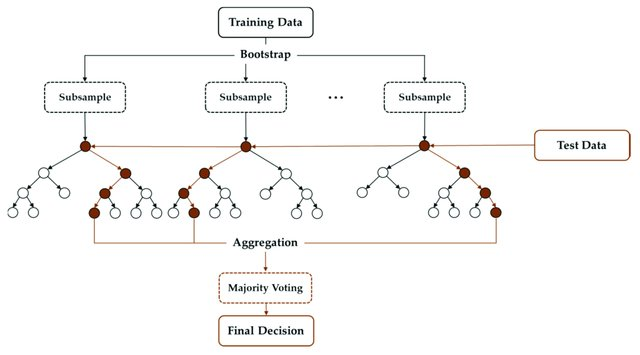 Training Data
Bootstrap
Subsample
Subsample
...
Subsample
Test Data
Aggregation
Majority Voting
Final Decision